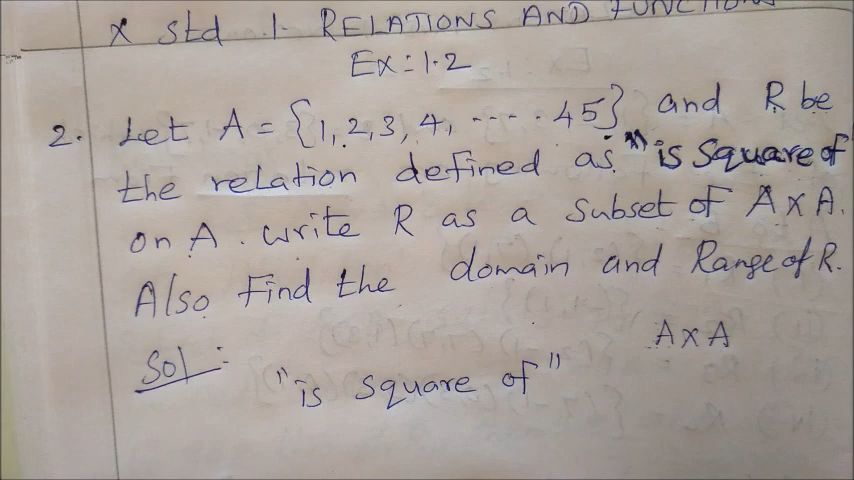 X Std 1. RELATIONS AND FUNCTIONS
Ex: 1.2
2. Let A = {1, 2, 3, 4, ---- . 45} and R be
the relation defined as "is square of
on A. write R as a subset of A X A.
Also Find the domain and Range of R.
Sol:
A X A
"is square of"